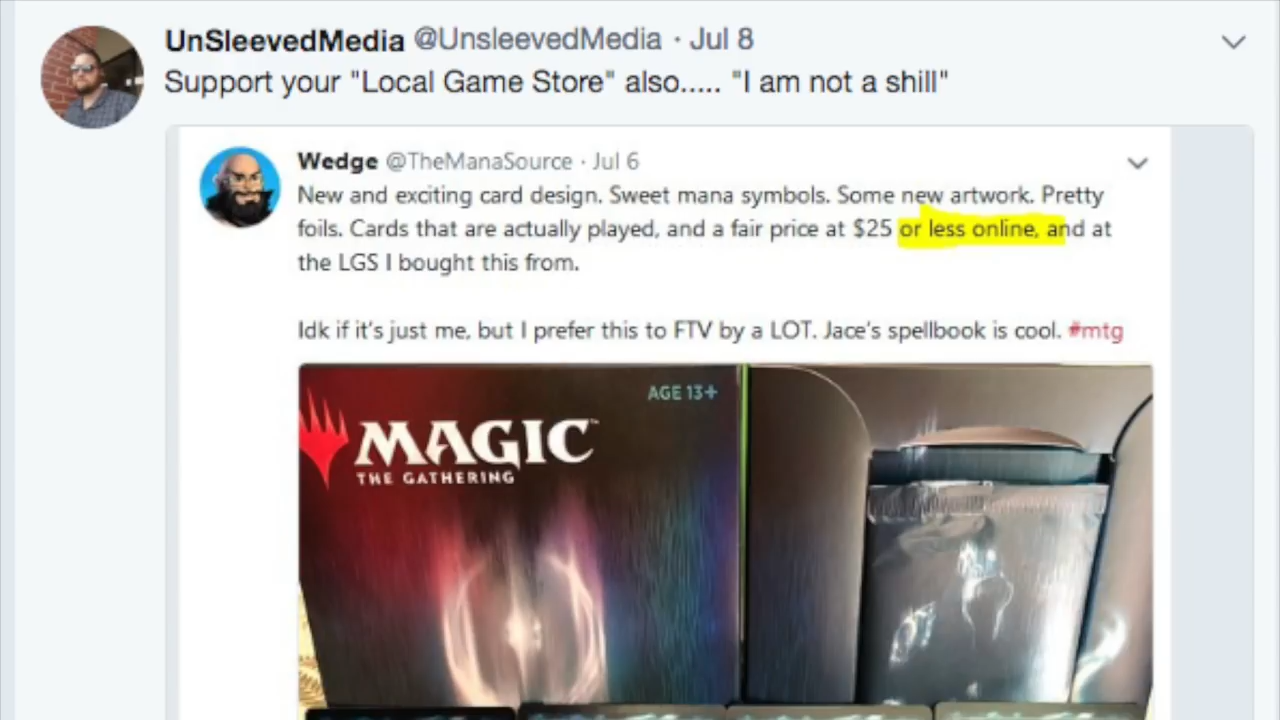 UnSleevedMedia @UnsleevedMedia · Jul 8
Support your "Local Game Store" also..... "I am not a shill"
Wedge @TheManaSource · Jul 6
New and exciting card design. Sweet mana symbols. Some new artwork. Pretty
foils. Cards that are actually played, and a fair price at $25 or less online, and at
the LGS I bought this from.
Idk if it's just me, but I prefer this to FTV by a LOT. Jace's spellbook is cool. #mtg
AGE 13+
MAGIC™
THE GATHERING